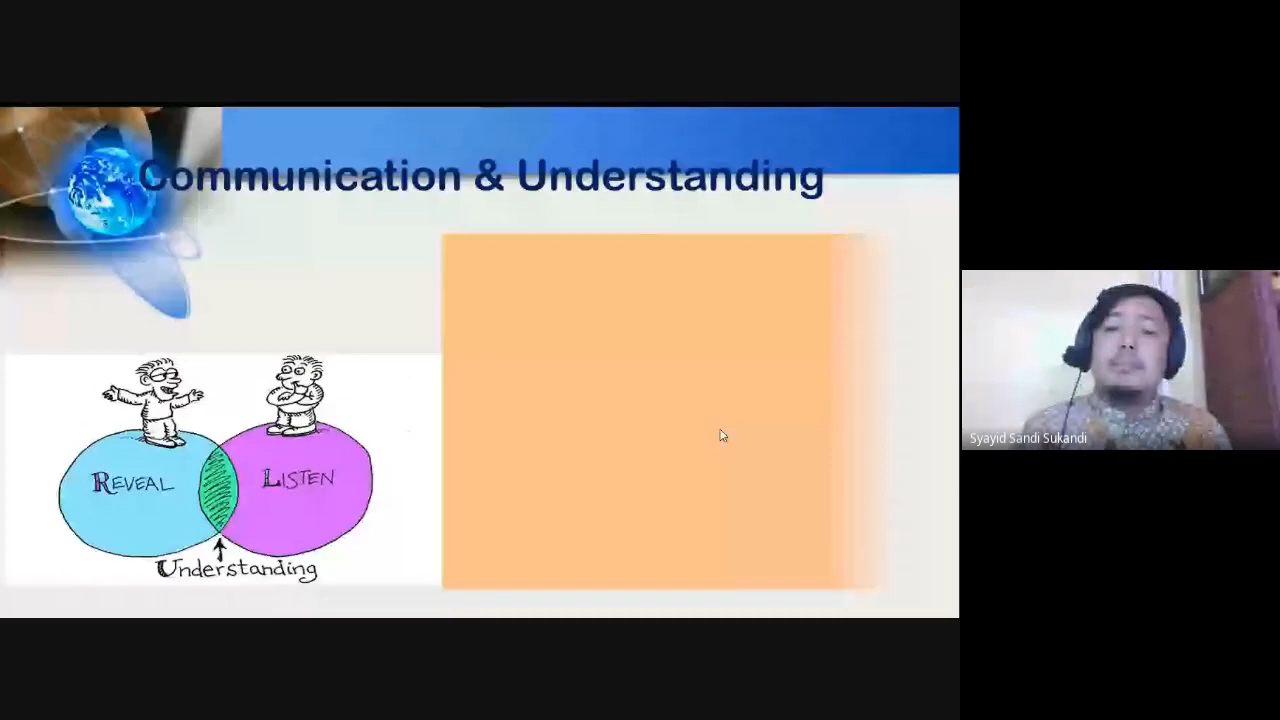 Communication & Understanding
REVEAL
LISTEN
Understanding
Syayid Sandi Sukandi